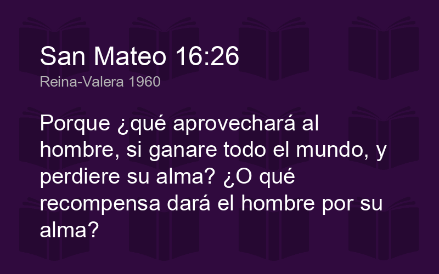 San Mateo 16:26
Reina-Valera 1960
Porque ¿qué aprovechará al
hombre, si ganare todo el mundo, y
perdiere su alma? ¿O qué
recompensa dará el hombre por su
alma?